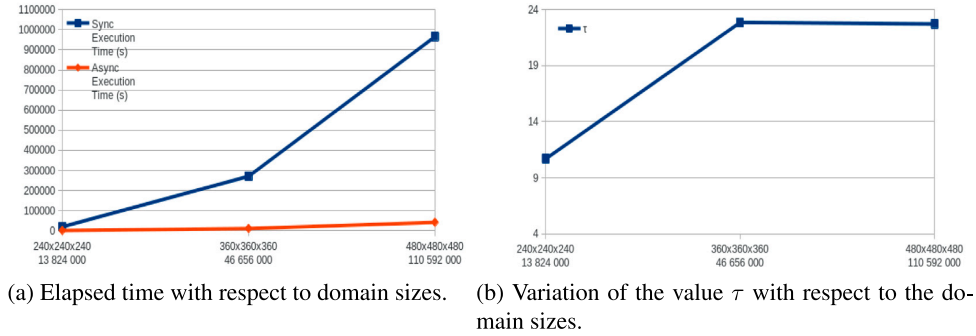 1100000
1000000
900000
800000
700000
600000
500000
400000
300000
200000
100000
0
Sync
Execution
Time (s)
Async
Execution
Time (s)
240x240x240
13 824 000
360x360x360
46 656 000
480x480x480
110 592 000
(a) Elapsed time with respect to domain sizes.
24
19
14
9
4
τ
240x240x240
13 824 000
360x360x360
46 656 000
480x480x480
110 592 000
(b) Variation of the value τ with respect to the do-
main sizes.